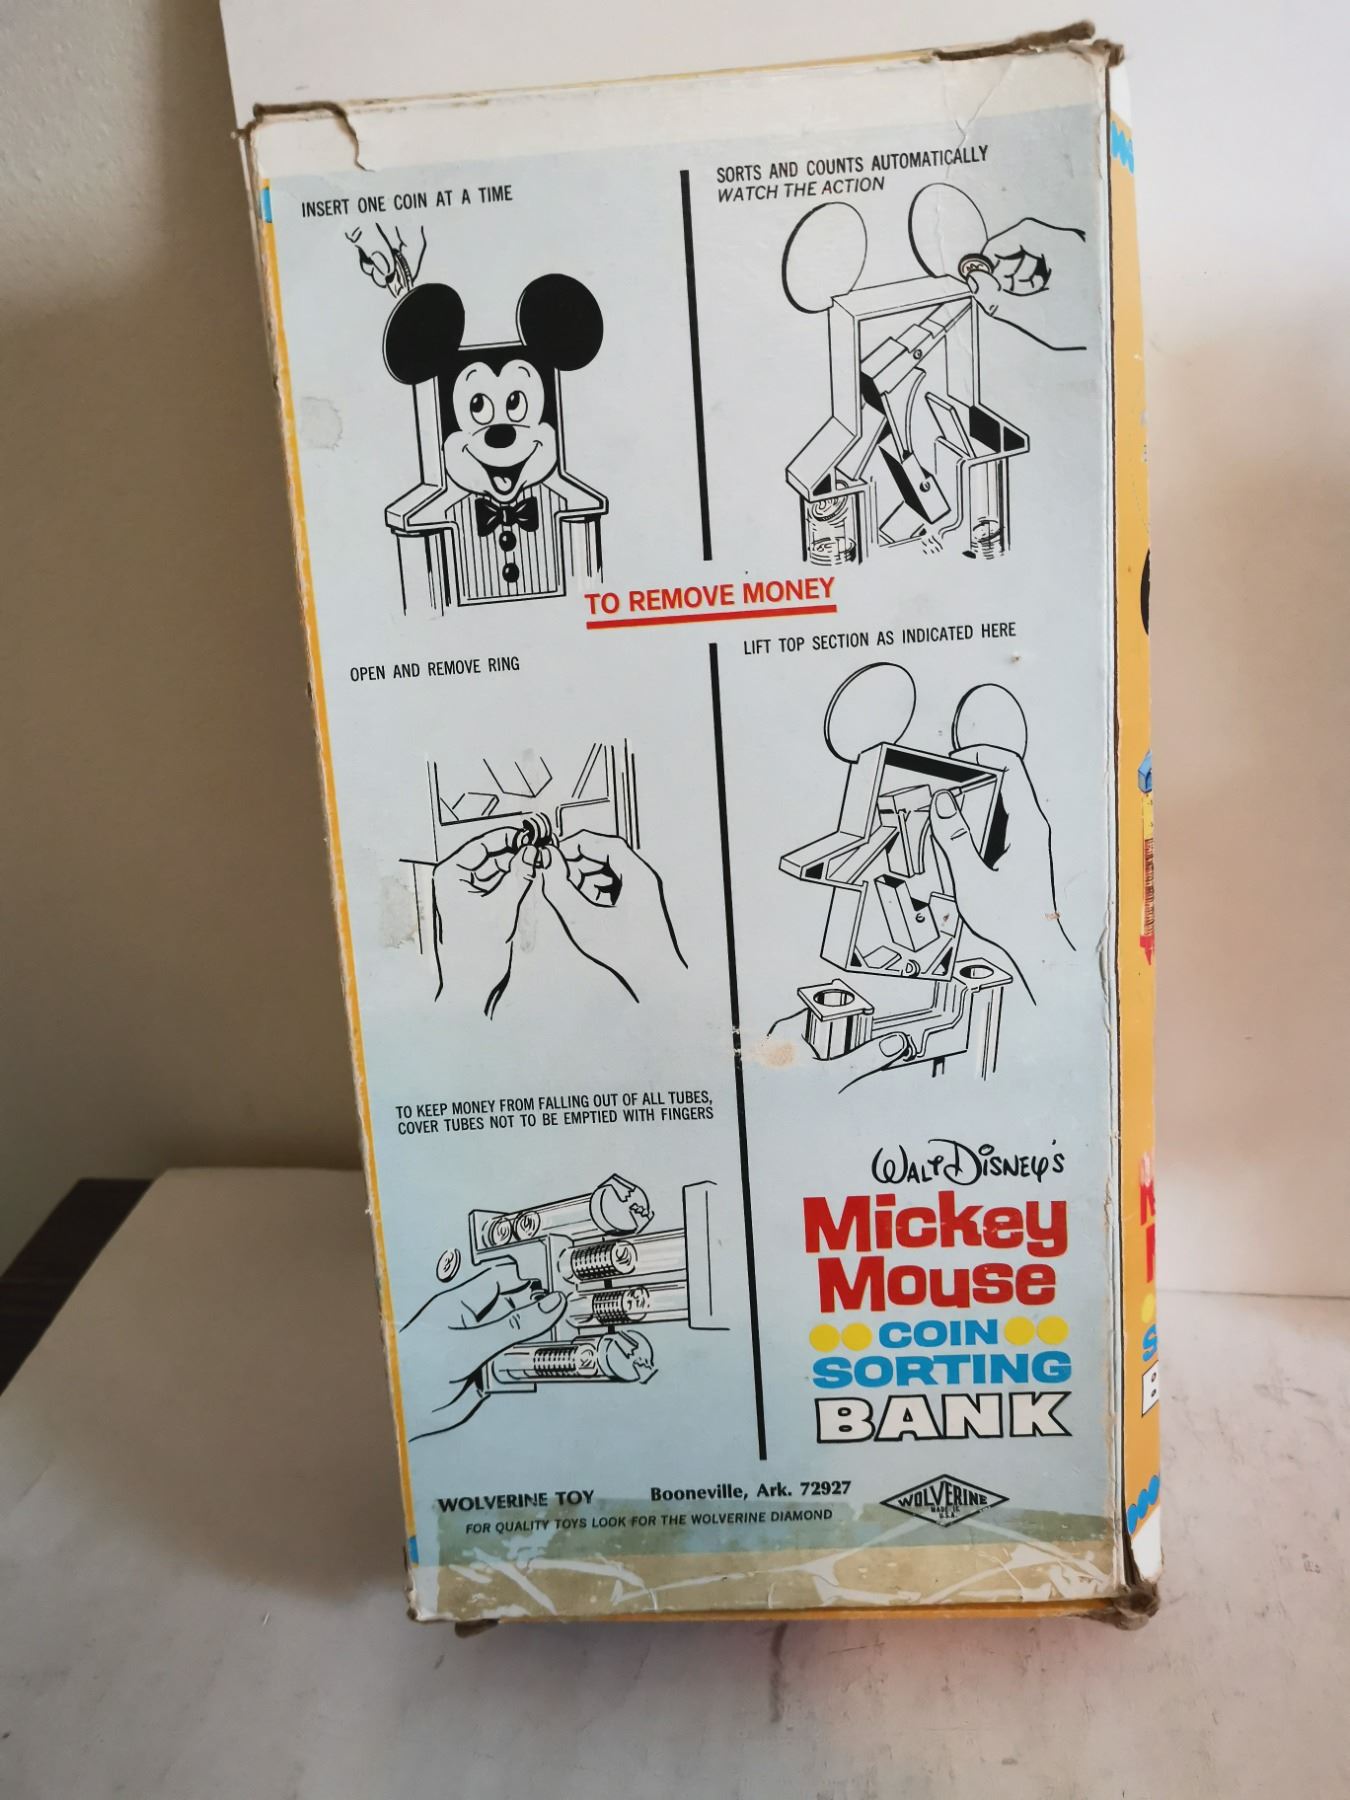 INSERT ONE COIN AT A TIME
SORTS AND COUNTS AUTOMATICALLY
WATCH THE ACTION
TO REMOVE MONEY
OPEN AND REMOVE RING
LIFT TOP SECTION AS INDICATED HERE
TO KEEP MONEY FROM FALLING OUT OF ALL TUBES,
COVER TUBES NOT TO BE EMPTIED WITH FINGERS
WALT DISNEY'S
Mickey
Mouse
COIN
SORTING
BANK
WOLVERINE TOY Booneville, Ark. 72927
FOR QUALITY TOYS LOOK FOR THE WOLVERINE DIAMOND
WOLVERINE
MADE IN
U.S.A.